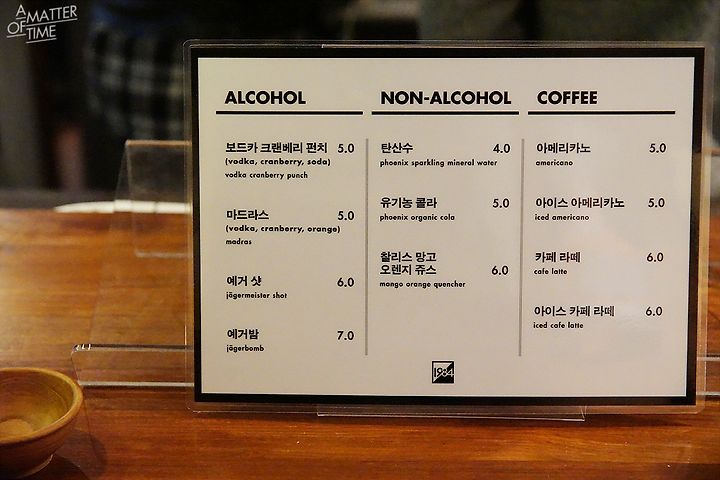 A MATTER
OF TIME
ALCOHOL
보드카 크랜베리 펀치 5.0
(vodka, cranberry, soda)
vodka cranberry punch
마드라스 5.0
(vodka, cranberry, orange)
madras
예거 샷 6.0
jägermeister shot
예거밤 7.0
jägerbomb
NON-ALCOHOL
탄산수 4.0
phoenix sparkling mineral water
유기농 콜라 5.0
phoenix organic cola
찰리스 망고
오렌지 쥬스 6.0
mango orange quencher
COFFEE
아메리카노 5.0
americano
아이스 아메리카노 5.0
iced americano
카페 라떼 6.0
cafe latte
아이스 카페 라떼 6.0
iced cafe latte
1984